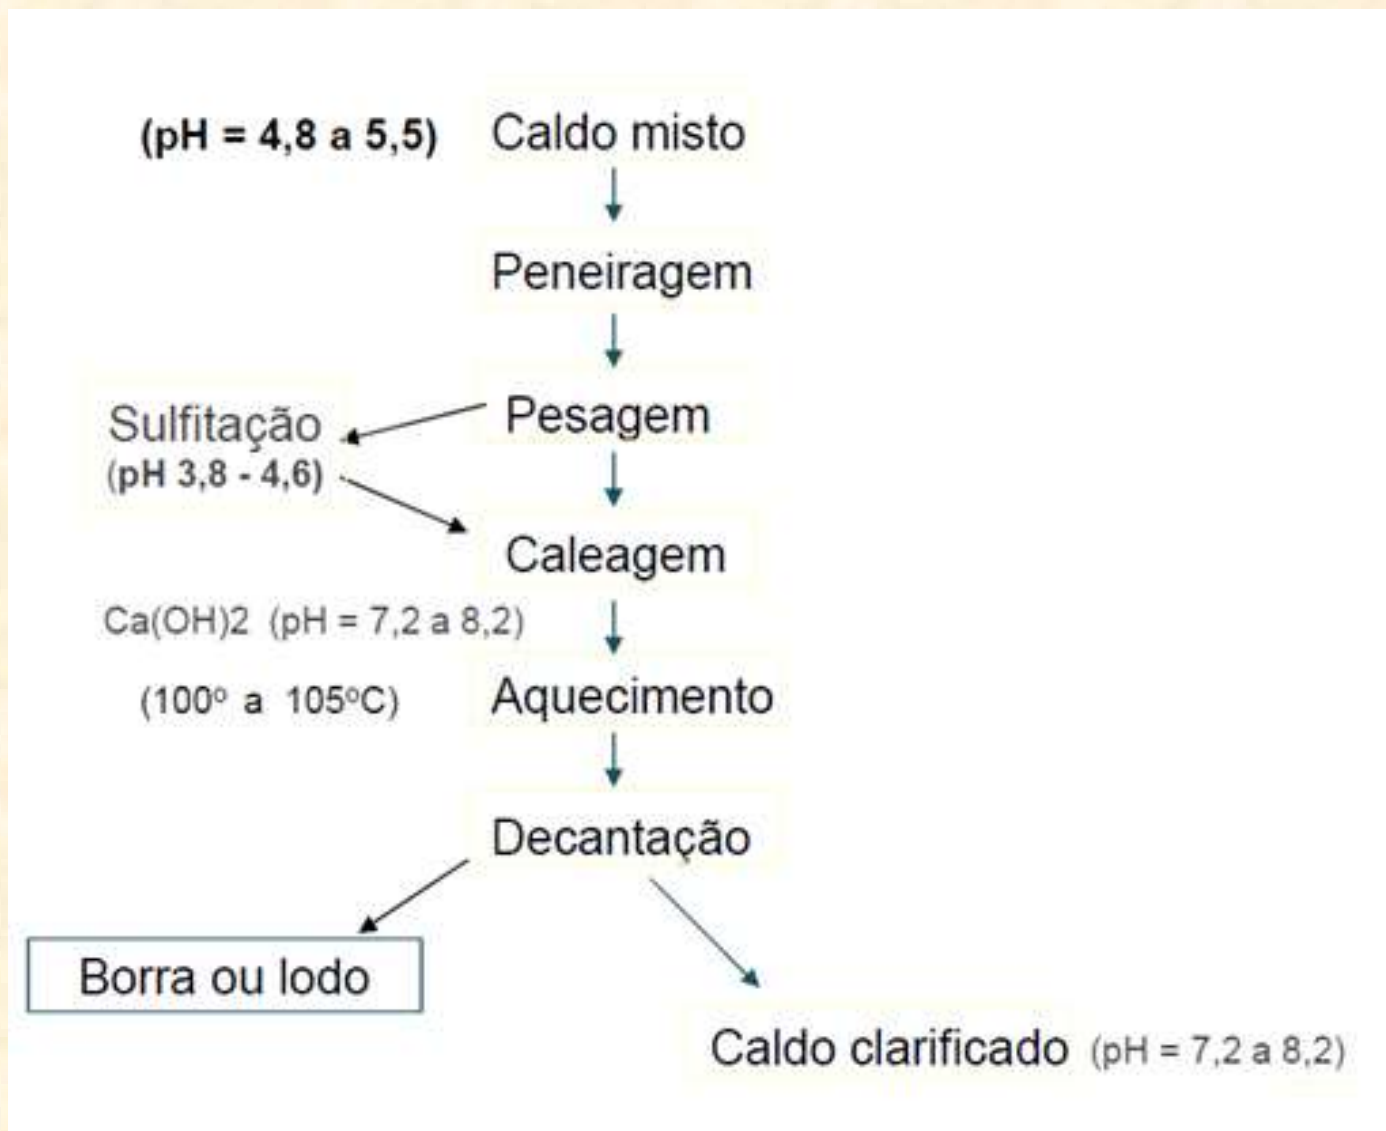 (pH = 4,8 a 5,5) Caldo misto
Peneiragem
Pesagem
Sulfitação
(pH 3,8 - 4,6)
Caleagem
Ca(OH)2 (pH = 7,2 a 8,2)
(100º a 105ºC) Aquecimento
Decantação
Borra ou lodo
Caldo clarificado (pH = 7,2 a 8,2)